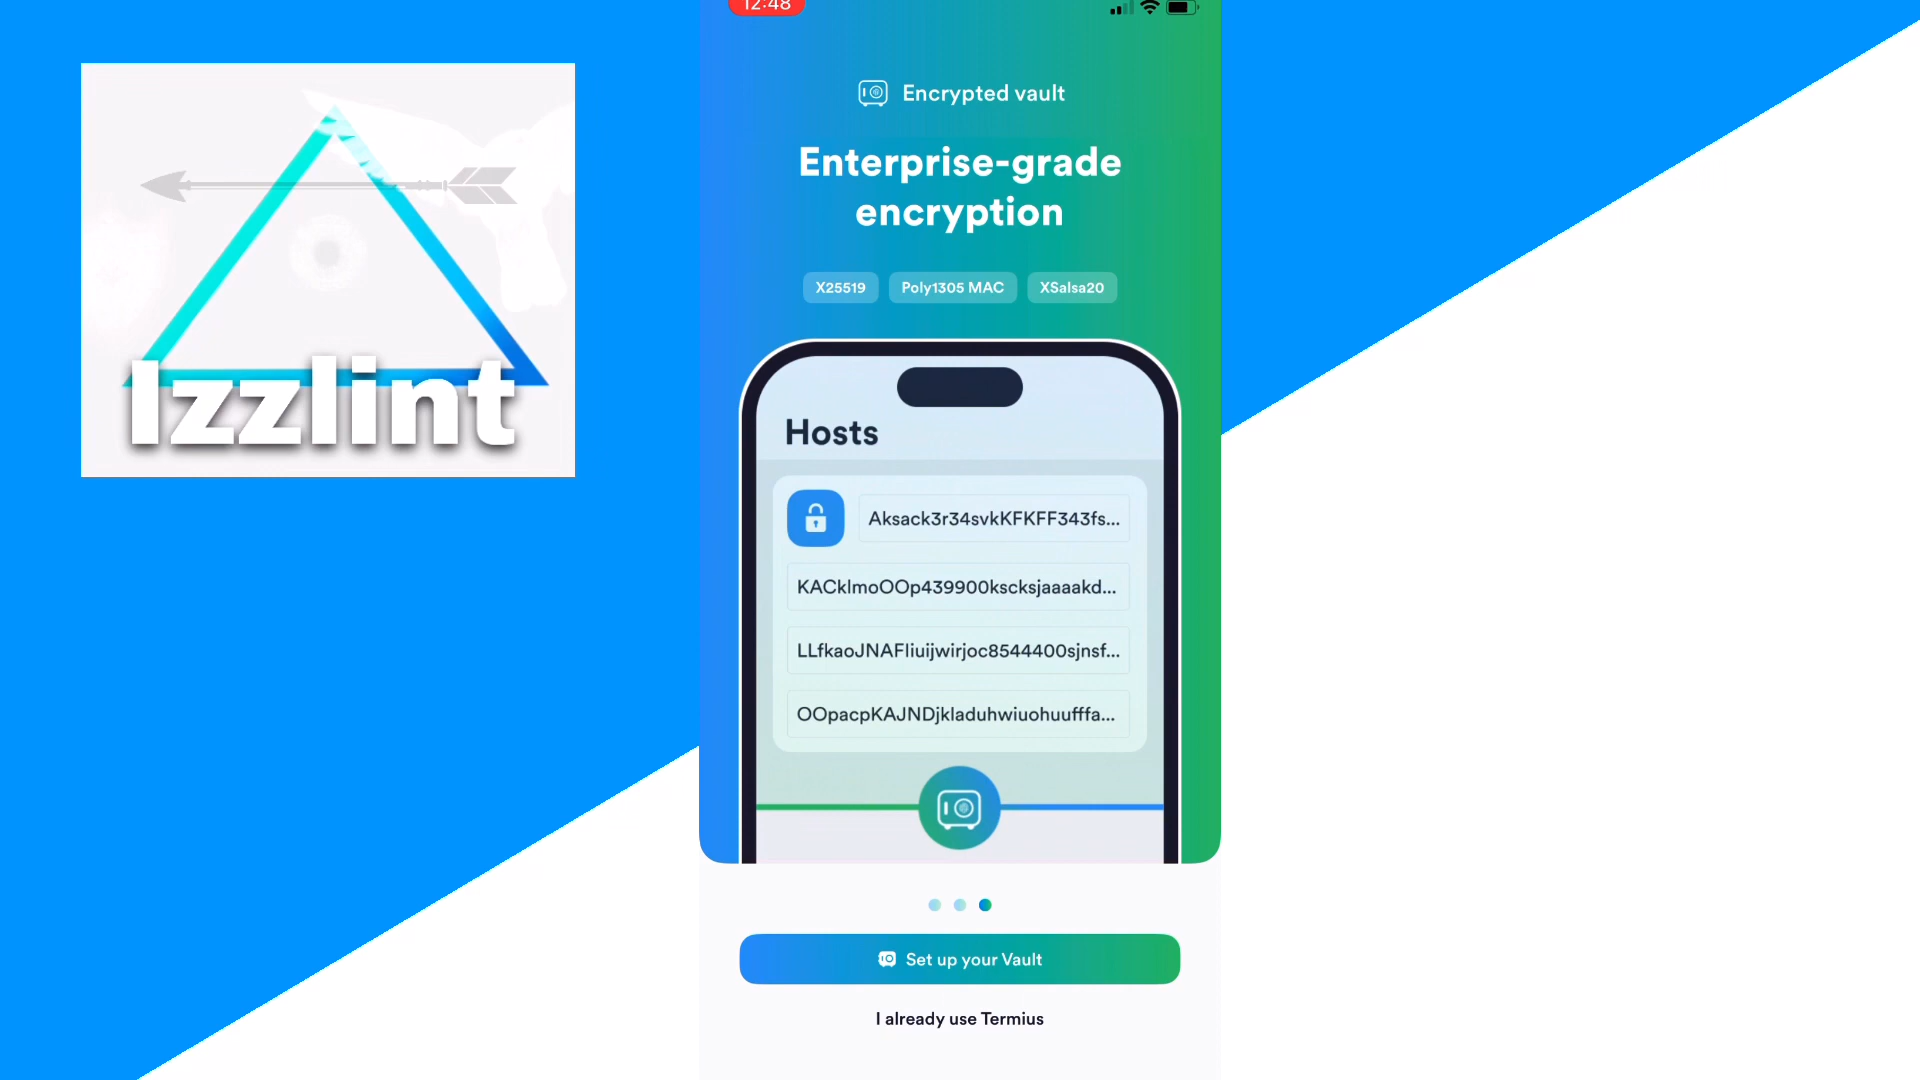 Izzlint
12:48
Encrypted vault
Enterprise-grade
encryption
X25519 Poly1305 MAC XSalsa20
Hosts
Aksack3r34svkKFKFF343fs...
KACklmoOOp439900kscksjaaaakd...
LLfkaoJNAFliuijwirjoc8544400sjnsf...
OOpacpKAJNDjkladuhwiuohuufffa...
Set up your Vault
I already use Termius